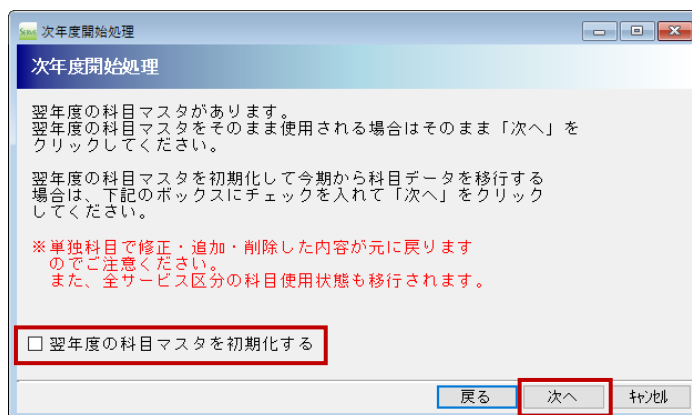 次年度開始処理
次年度開始処理
翌年度の科目マスタがあります。
翌年度の科目マスタをそのまま使用される場合はそのまま「次へ」を
クリックしてください。
翌年度の科目マスタを初期化して今期から科目データを移行する
場合は、下記のボックスにチェックを入れて「次へ」をクリック
してください。
※単独科目で修正・追加・削除した内容が元に戻ります
のでご注意ください。
また、全サービス区分の科目使用状態も移行されます。
翌年度の科目マスタを初期化する
戻る
次へ
ｷｬﾝｾﾙ